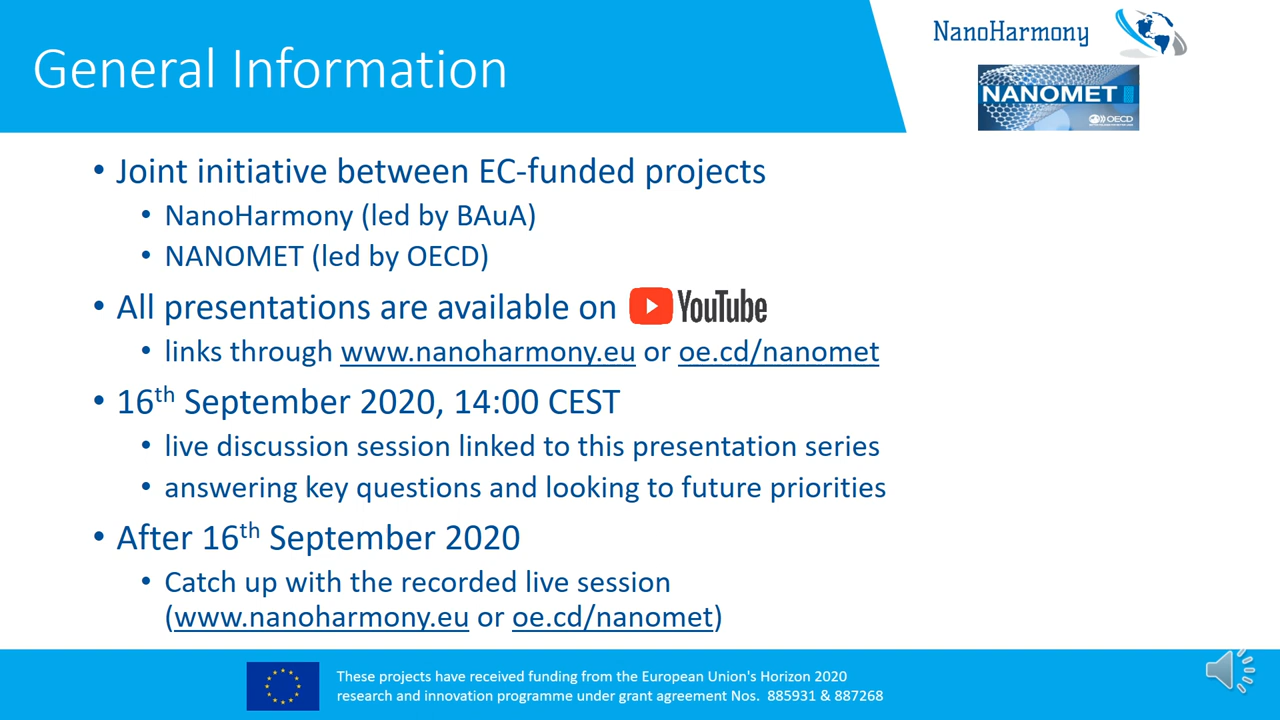 General Information
NanoHarmony
NANOMET
OECD
• Joint initiative between EC-funded projects
• NanoHarmony (led by BAuA)
• NANOMET (led by OECD)
• All presentations are available on YouTube
• links through www.nanoharmony.eu or oe.cd/nanomet
• 16th September 2020, 14:00 CEST
• live discussion session linked to this presentation series
• answering key questions and looking to future priorities
• After 16th September 2020
• Catch up with the recorded live session
(www.nanoharmony.eu or oe.cd/nanomet)
These projects have received funding from the European Union's Horizon 2020
research and innovation programme under grant agreement Nos. 885931 & 887268